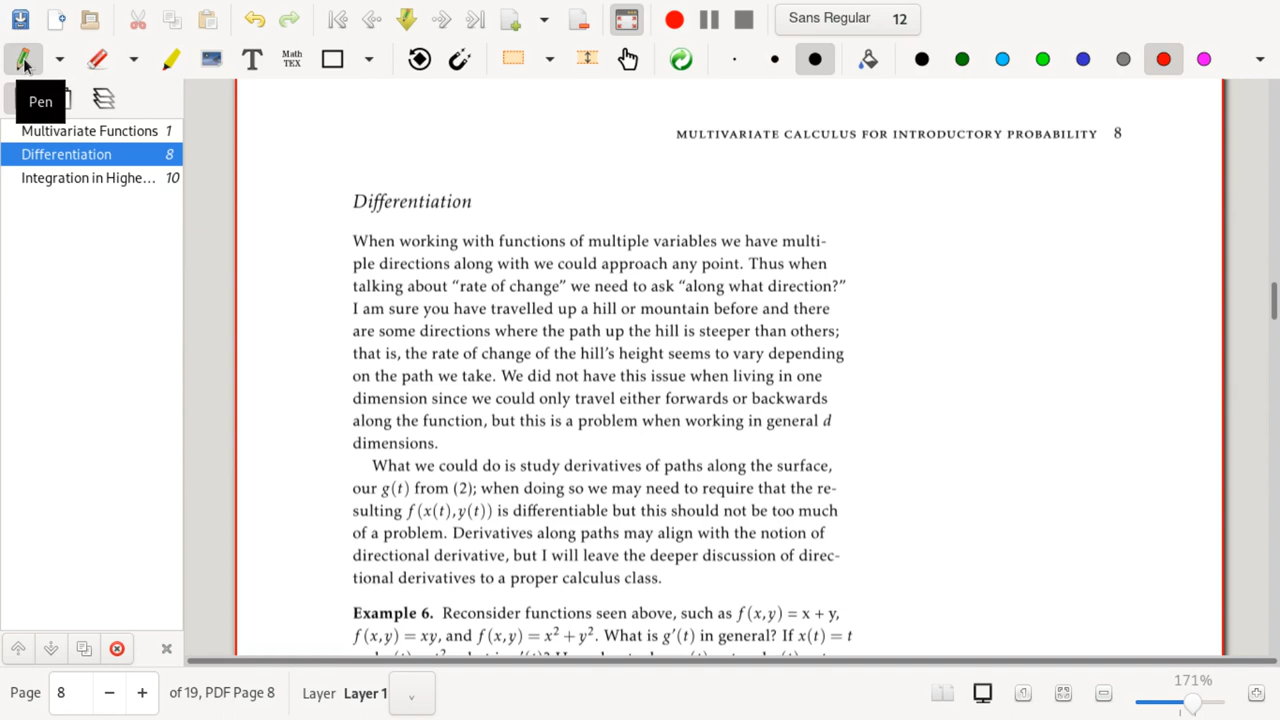 Sans Regular 12
T
Math
TEX
Pen
Multivariate Functions 1
Differentiation 8
Integration in Highe... 10
MULTIVARIATE CALCULUS FOR INTRODUCTORY PROBABILITY 8
Differentiation
When working with functions of multiple variables we have multi-
ple directions along with we could approach any point. Thus when
talking about “rate of change” we need to ask “along what direction?”
I am sure you have travelled up a hill or mountain before and there
are some directions where the path up the hill is steeper than others;
that is, the rate of change of the hill’s height seems to vary depending
on the path we take. We did not have this issue when living in one
dimension since we could only travel either forwards or backwards
along the function, but this is a problem when working in general d
dimensions.
What we could do is study derivatives of paths along the surface,
our g(t) from (2); when doing so we may need to require that the re-
sulting f(x(t),y(t)) is differentiable but this should not be too much
of a problem. Derivatives along paths may align with the notion of
directional derivative, but I will leave the deeper discussion of direc-
tional derivatives to a proper calculus class.
Example 6. Reconsider functions seen above, such as f(x,y) = x + y,
f(x,y) = xy, and f(x,y) = x² + y². What is g′(t) in general? If x(t) = t
Page 8 of 19, PDF Page 8 Layer Layer 1 171%